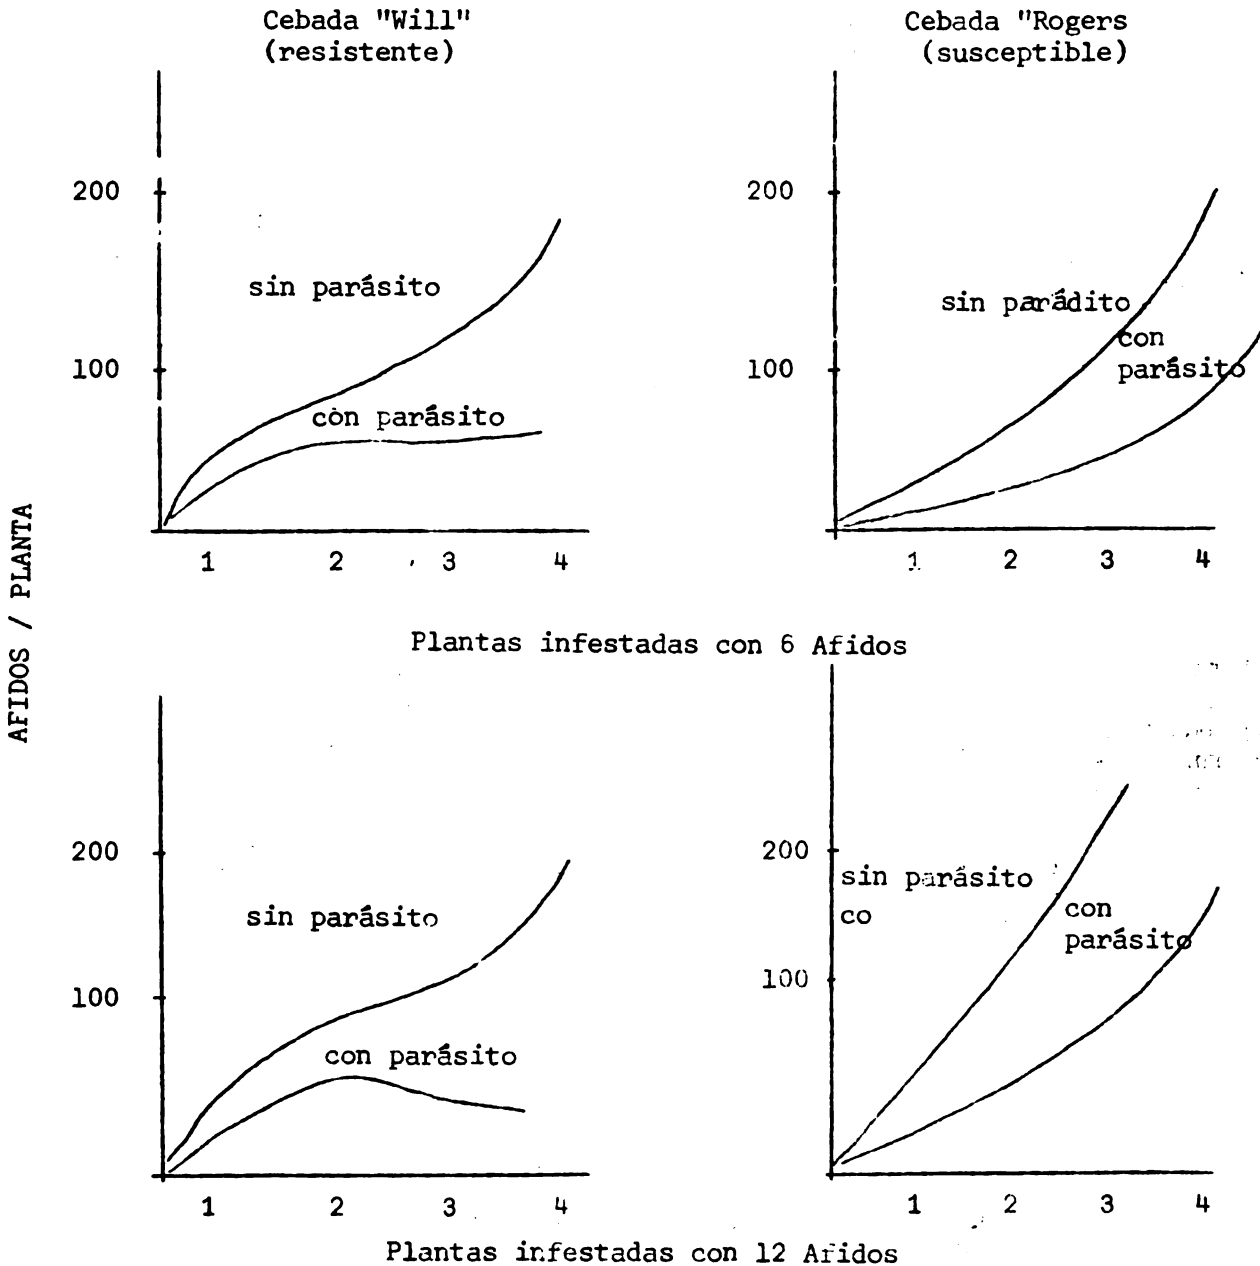 Cebada "Will"
(resistente)
Cebada "Rogers
(susceptible)
200
100
sin parásito
con parásito
1 2 3 4
200
100
sin parádito
con
parásito
1 2 3 4
AFIDOS / PLANTA
Plantas infestadas con 6 Afidos
200
100
sin parásito
con parásito
1 2 3 4
200
100
sin parásito
co
con
parásito
1 2 3 4
Plantas infestadas con 12 Afidos